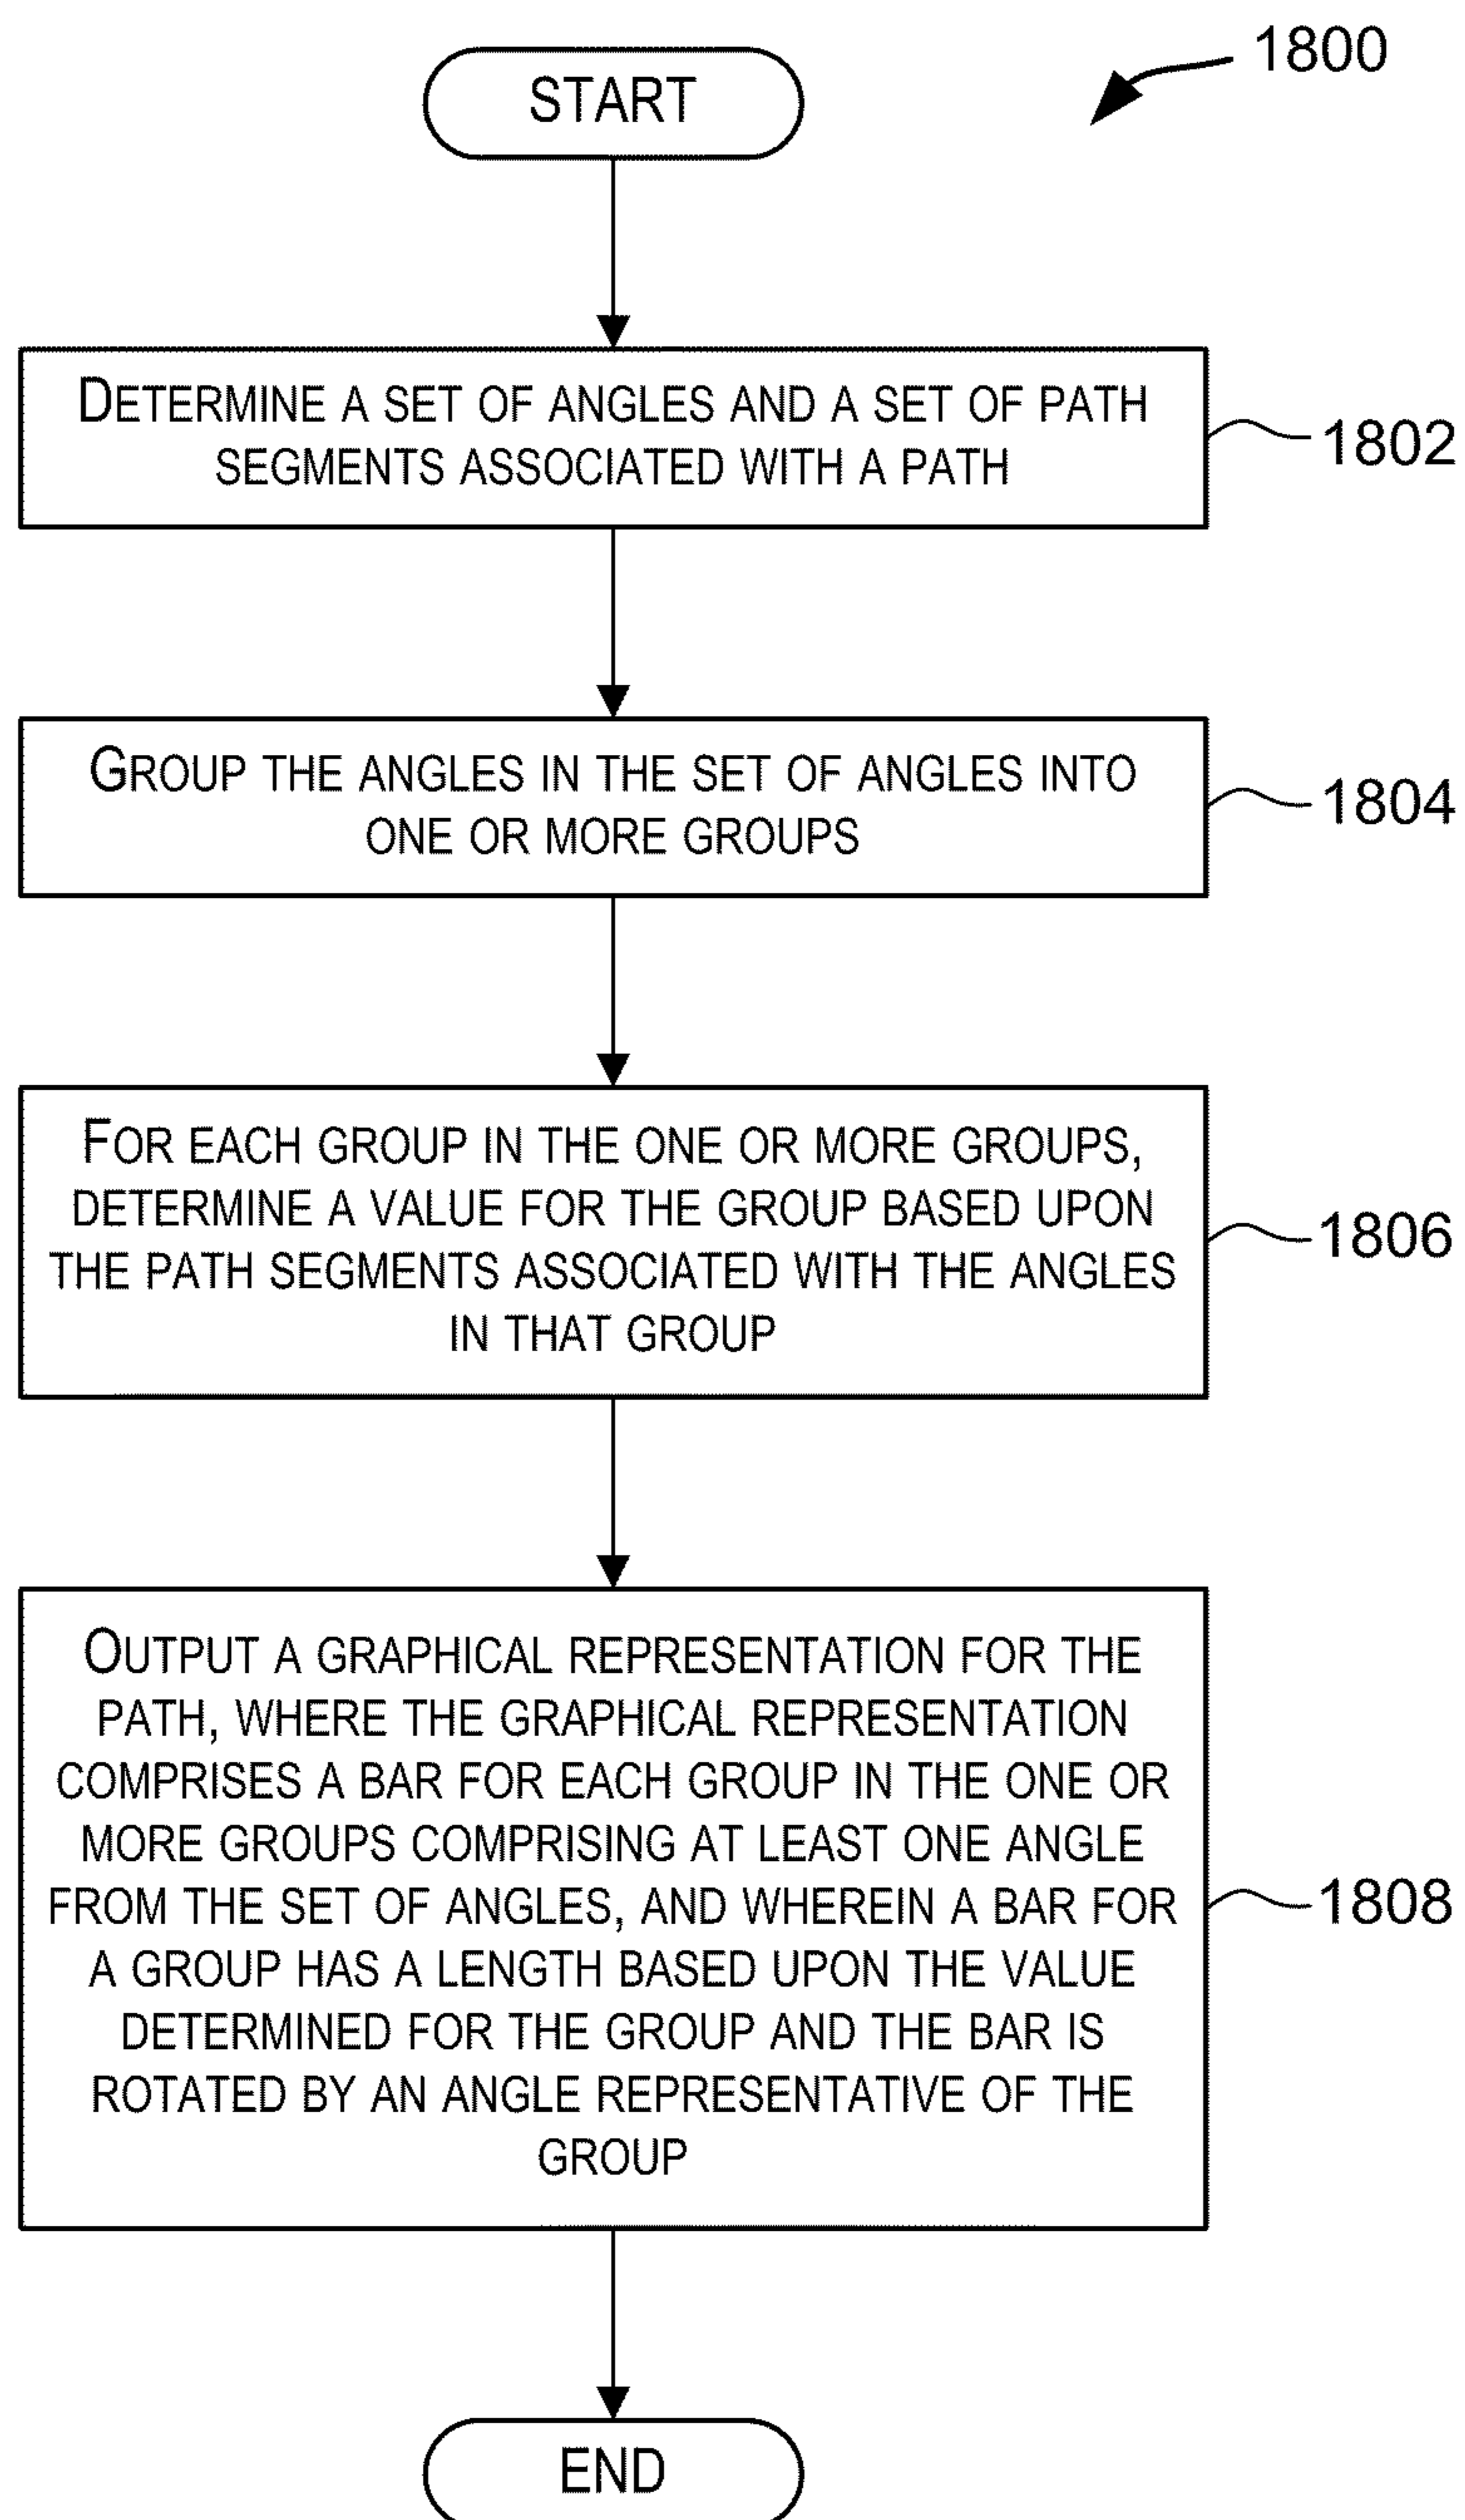 1800
START
DETERMINE A SET OF ANGLES AND A SET OF PATH
SEGMENTS ASSOCIATED WITH A PATH
1802
GROUP THE ANGLES IN THE SET OF ANGLES INTO
ONE OR MORE GROUPS
1804
FOR EACH GROUP IN THE ONE OR MORE GROUPS,
DETERMINE A VALUE FOR THE GROUP BASED UPON
THE PATH SEGMENTS ASSOCIATED WITH THE ANGLES
IN THAT GROUP
1806
OUTPUT A GRAPHICAL REPRESENTATION FOR THE
PATH, WHERE THE GRAPHICAL REPRESENTATION
COMPRISES A BAR FOR EACH GROUP IN THE ONE OR
MORE GROUPS COMPRISING AT LEAST ONE ANGLE
FROM THE SET OF ANGLES, AND WHEREIN A BAR FOR
A GROUP HAS A LENGTH BASED UPON THE VALUE
DETERMINED FOR THE GROUP AND THE BAR IS
ROTATED BY AN ANGLE REPRESENTATIVE OF THE
GROUP
1808
END